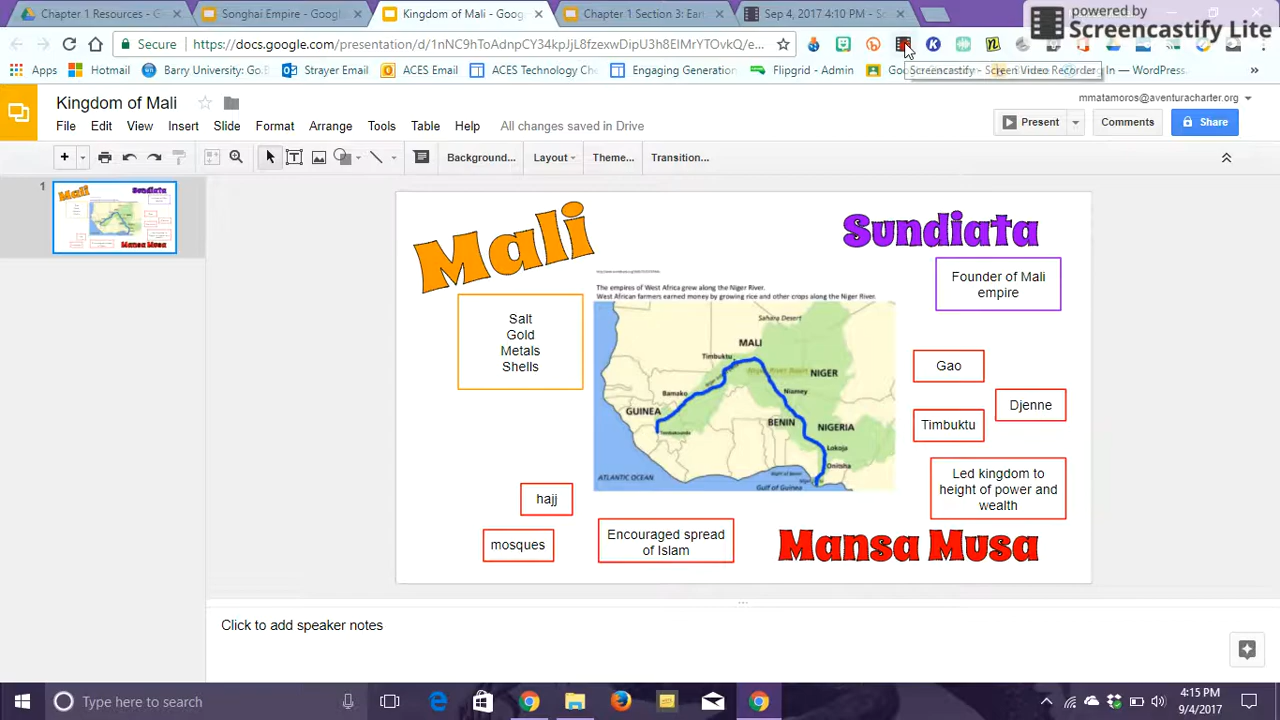 powered by
Screencastify Lite
Chapter 1 Resources - Goo
Songhai Empire - Google
Kingdom of Mali - Goog
Chapter 1 Section 3: Earl
Sep 4, 2017 4:10 PM - Sc
Secure
Apps
Hotmail
Barry University: Go
Strayer Email
ACES Email
ACES Technology Che
Engaging Generation
Flipgrid - Admin
Screencastify - Screen Video Recorder
In — WordPress
Kingdom of Mali
mmatamoros@aventuracharter.org
File Edit View Insert Slide Format Arrange Tools Table Help All changes saved in Drive
Present
Comments
Share
Background...
Layout
Theme...
Transition...
1
Mali
Sundiata
Founder of Mali
empire
The empires of West Africa grew along the Niger River.
West African farmers earned money by growing rice and other crops along the Niger River.
Salt
Gold
Metals
Shells
Sahara Desert
MALI
Timbuktu
NIGER
Bamako
Niamey
GUINEA
BENIN
NIGERIA
Lokoja
Onitsha
ATLANTIC OCEAN
Gulf of Guinea
Gao
Djenne
Timbuktu
Led kingdom to
height of power and
wealth
hajj
mosques
Encouraged spread
of Islam
Mansa Musa
Click to add speaker notes
Type here to search
4:15 PM
9/4/2017